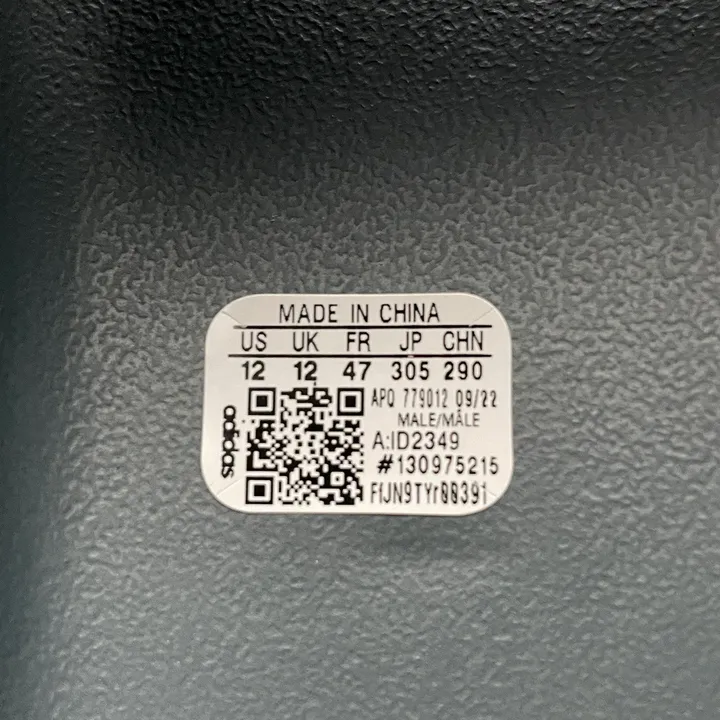 MADE IN CHINA
US UK FR JP CHN
12 12 47 305 290
adidas
APQ 779012 09/22
MALE/MÂLE
A:ID2349
#130975215
FfJN9TYr0039i